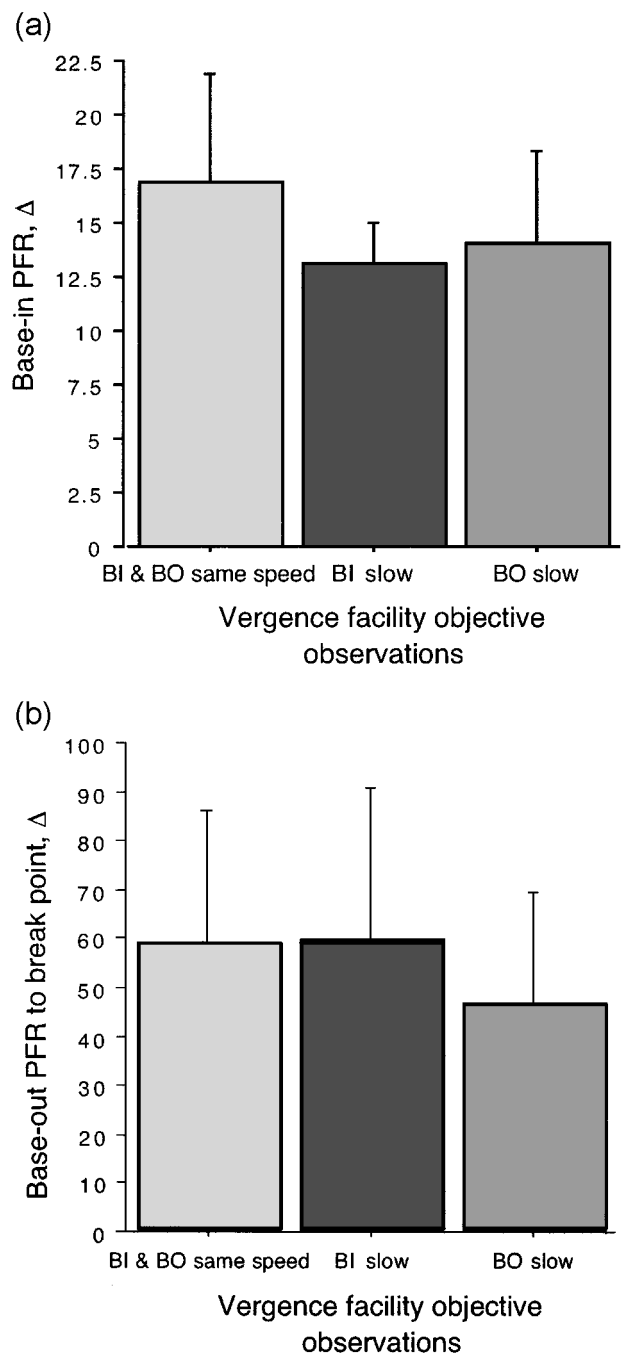 (a)
Base-in PFR, Δ
22.5
20
17.5
15
12.5
10
7.5
5
2.5
0
BI & BO same speed BI slow BO slow
Vergence facility objective
observations
(b)
Base-out PFR to break point, Δ
100
90
80
70
60
50
40
30
20
10
0
BI & BO same speed BI slow BO slow
Vergence facility objective
observations